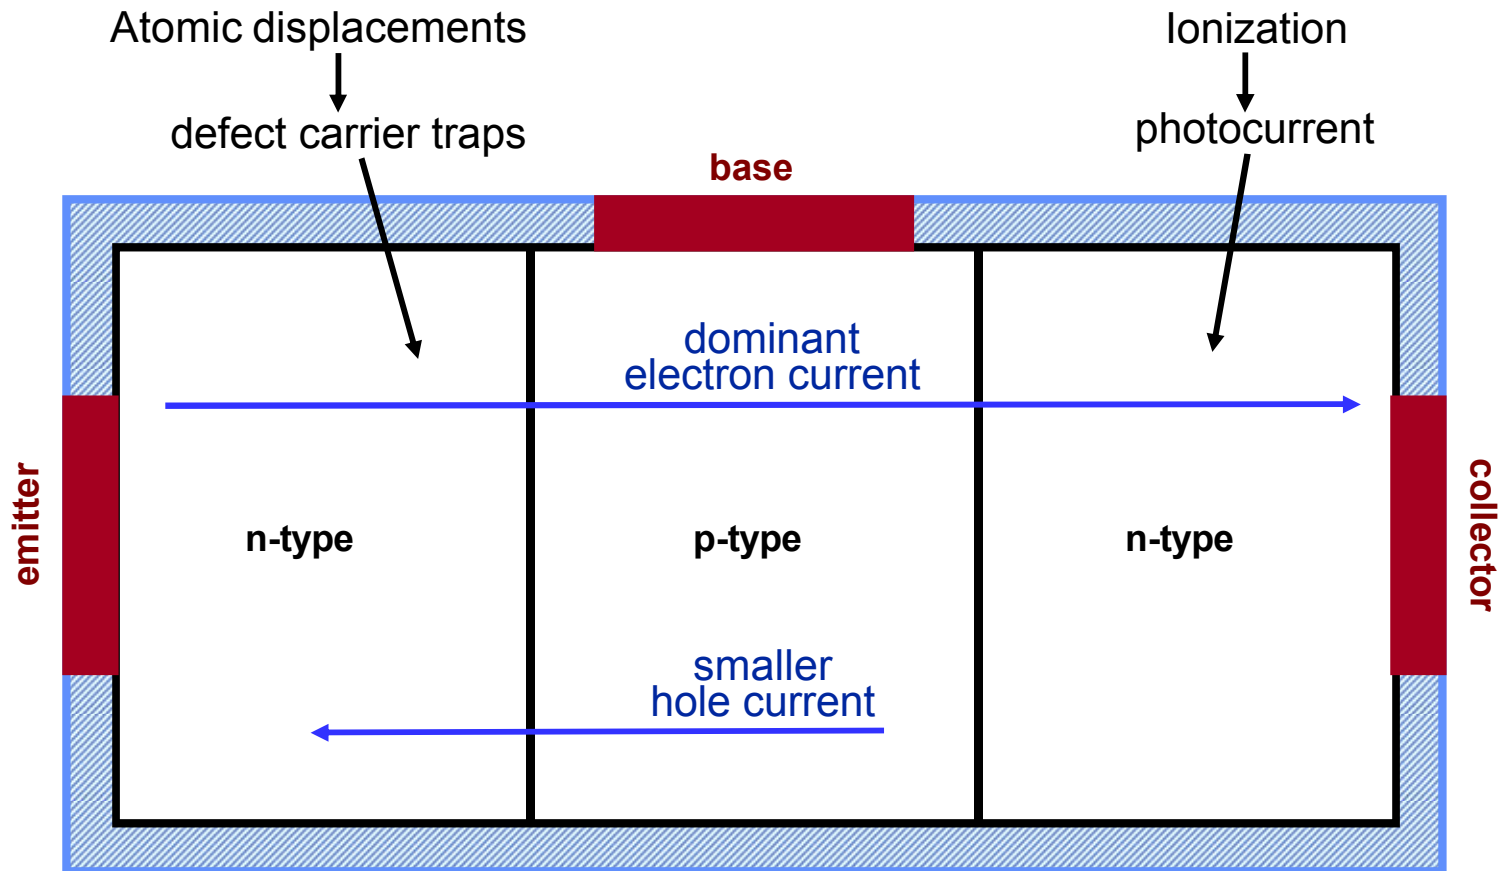 Atomic displacements
defect carrier traps
Ionization
photocurrent
base
dominant
electron current
emitter
n-type
p-type
n-type
collector
smaller
hole current